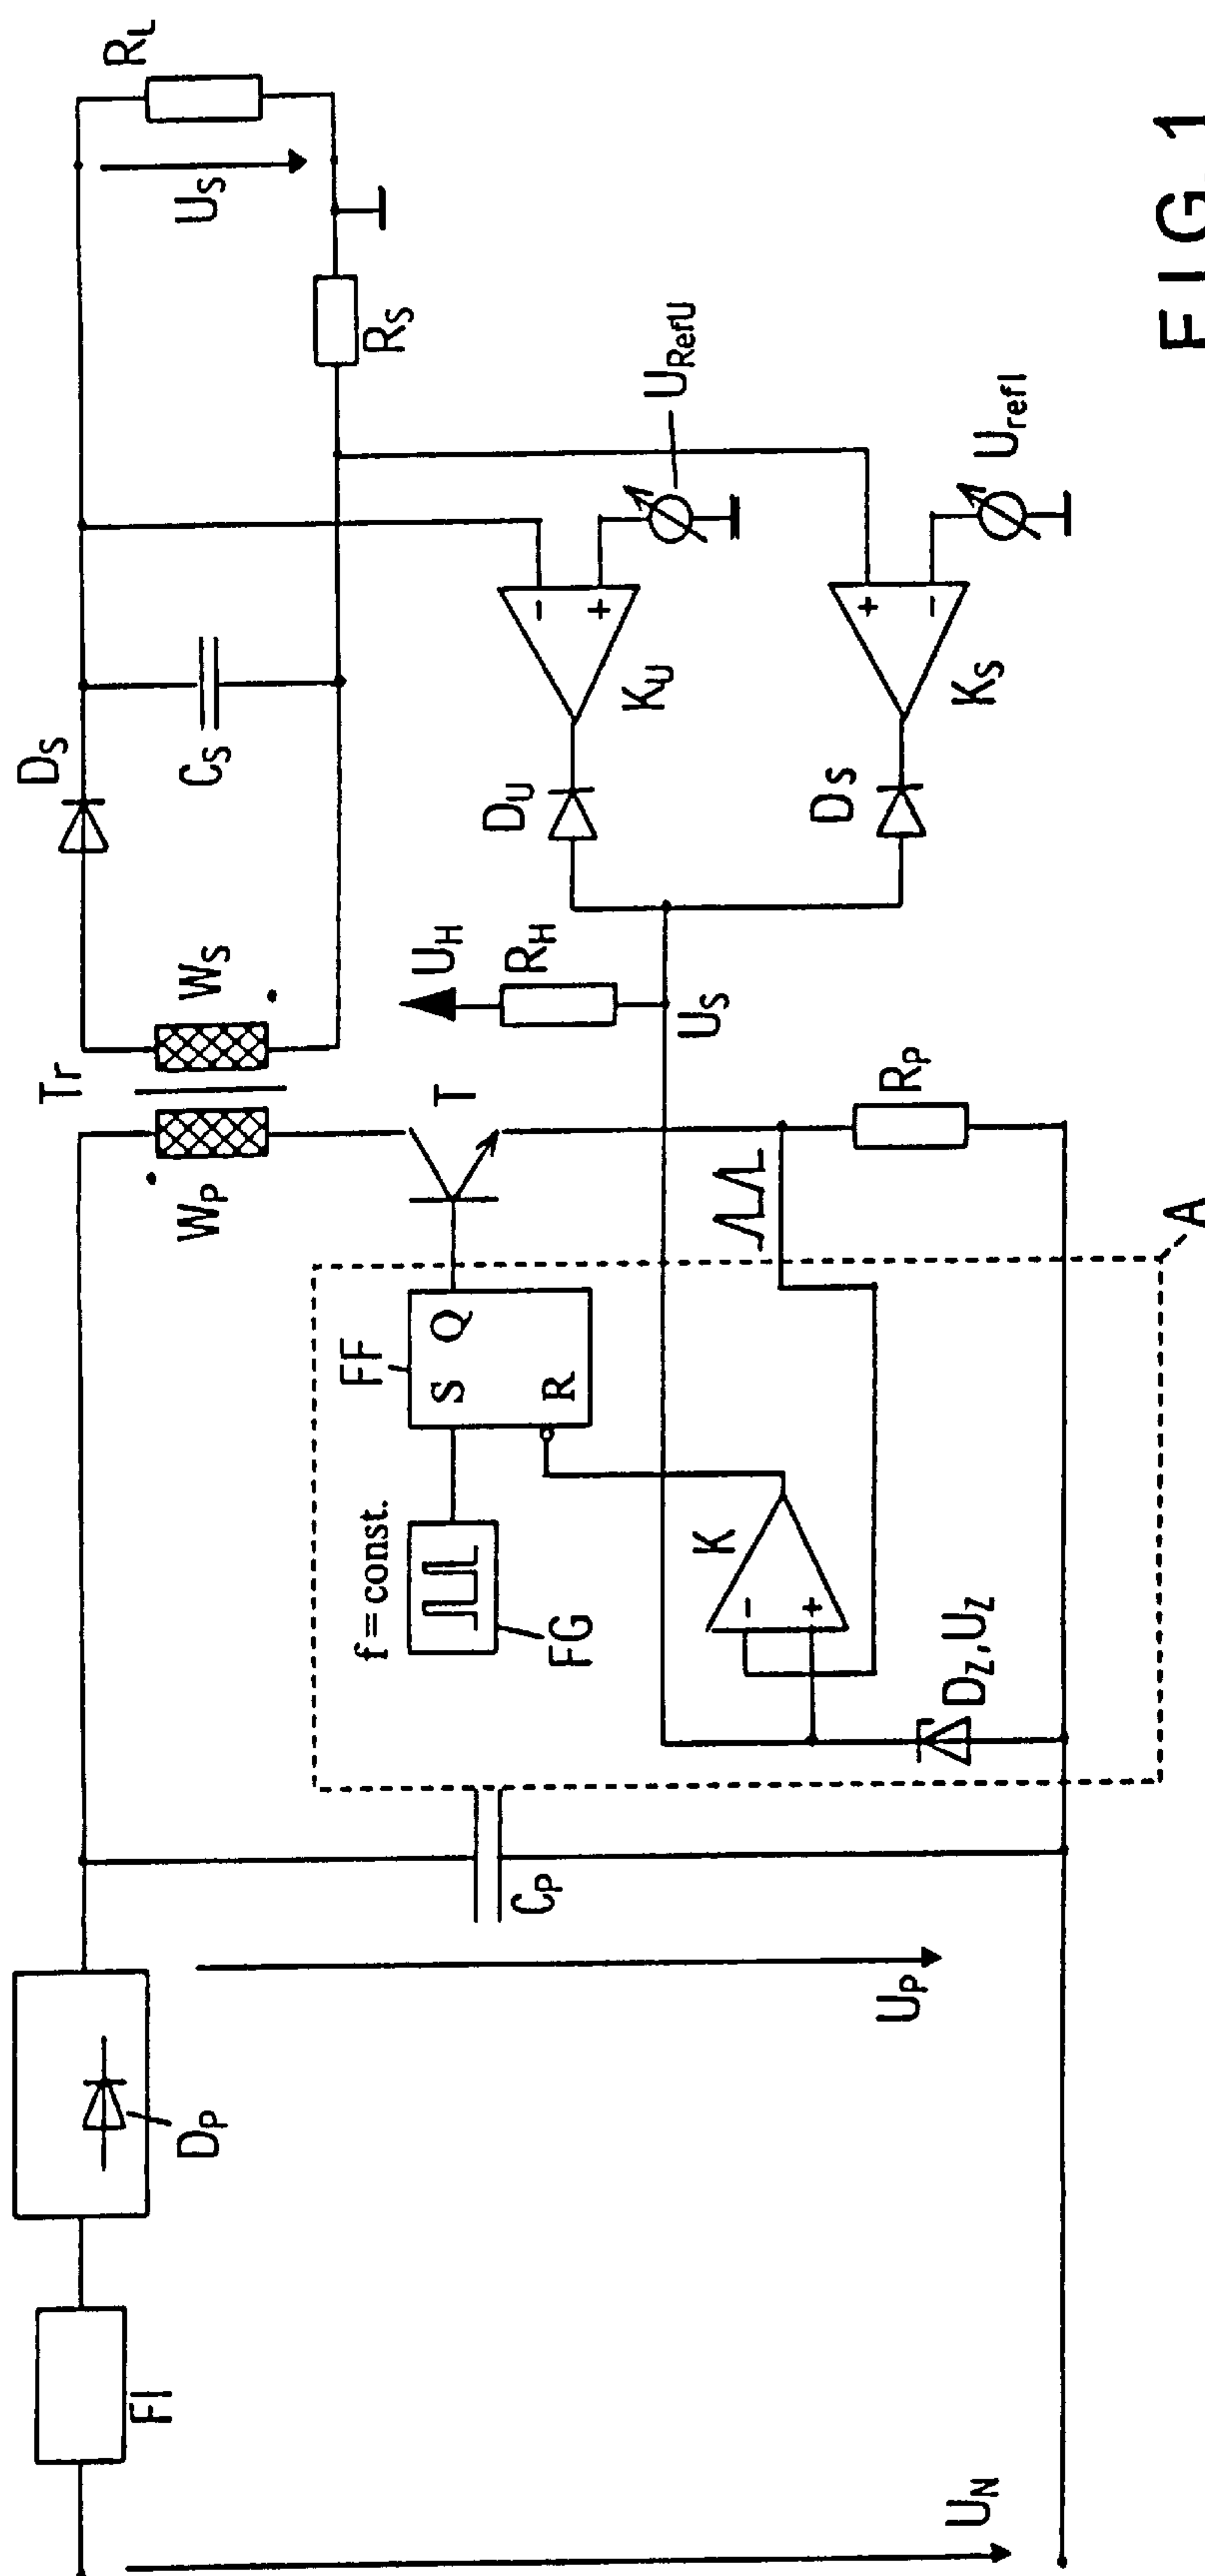 FI
U_N
D_P
U_P
C_P
f=const.
FG
FF
S
Q
R
K
-
+
D_Z, U_Z
A
W_P
Tr
W_S
T
R_P
U_H
R_H
U_S
D_S
C_S
D_U
K_U
-
+
U_RefU
DS
K_S
+
-
U_refI
R_S
U_S
R_L
FIG. 1